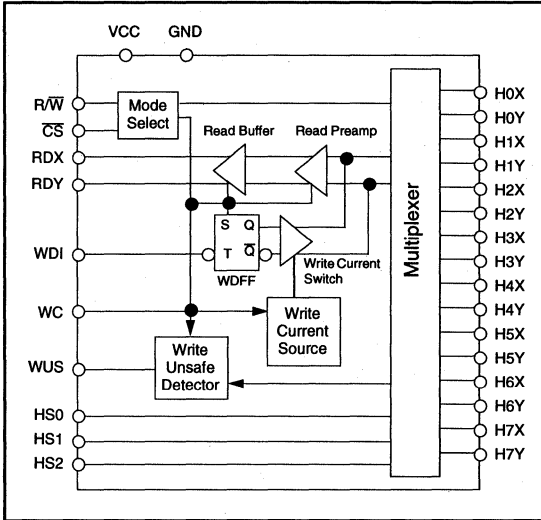 VCC GND
R/W̅
C̅S̅
RDX
RDY
WDI
WC
WUS
HS0
HS1
HS2
Mode
Select
Read Buffer
Read Preamp
S Q
T Q̅
WDFF
Write Current
Switch
Write
Current
Source
Write
Unsafe
Detector
Multiplexer
H0X
H0Y
H1X
H1Y
H2X
H2Y
H3X
H3Y
H4X
H4Y
H5X
H5Y
H6X
H6Y
H7X
H7Y